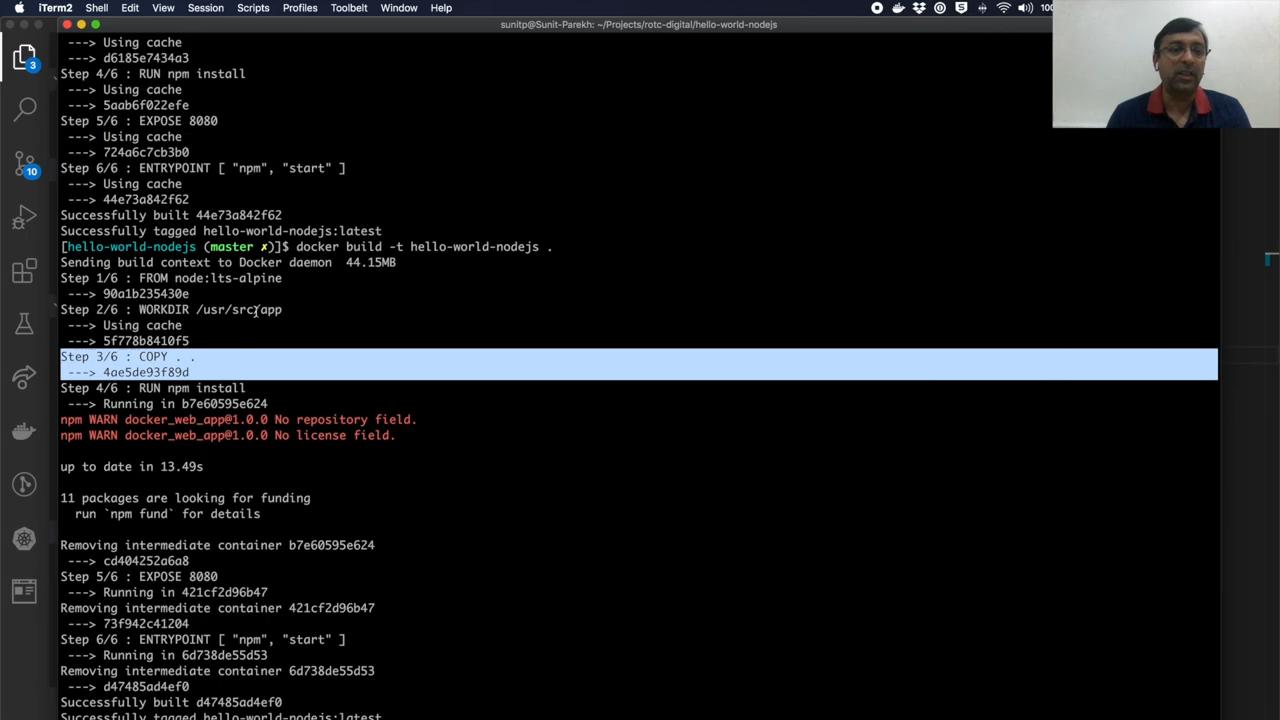 iTerm2 Shell Edit View Session Scripts Profiles Toolbelt Window Help
sunitp@Sunit-Parekh: ~/Projects/rotc-digital/hello-world-nodejs
---> Using cache
---> d6185e7434a3
Step 4/6 : RUN npm install
---> Using cache
---> 5aab6f022efe
Step 5/6 : EXPOSE 8080
---> Using cache
---> 724a6c7cb3b0
Step 6/6 : ENTRYPOINT [ "npm", "start" ]
---> Using cache
---> 44e73a842f62
Successfully built 44e73a842f62
Successfully tagged hello-world-nodejs:latest
[hello-world-nodejs (master ✗)]$ docker build -t hello-world-nodejs .
Sending build context to Docker daemon  44.15MB
Step 1/6 : FROM node:lts-alpine
---> 90a1b235430e
Step 2/6 : WORKDIR /usr/src/app
---> Using cache
---> 5f778b8410f5
Step 3/6 : COPY . .
---> 4ae5de93f89d
Step 4/6 : RUN npm install
---> Running in b7e60595e624
npm WARN docker_web_app@1.0.0 No repository field.
npm WARN docker_web_app@1.0.0 No license field.
up to date in 13.49s
11 packages are looking for funding
run `npm fund` for details
Removing intermediate container b7e60595e624
---> cd404252a6a8
Step 5/6 : EXPOSE 8080
---> Running in 421cf2d96b47
Removing intermediate container 421cf2d96b47
---> 73f942c41204
Step 6/6 : ENTRYPOINT [ "npm", "start" ]
---> Running in 6d738de55d53
Removing intermediate container 6d738de55d53
---> d47485ad4ef0
Successfully built d47485ad4ef0
Successfully tagged hello-world-nodejs:latest
3
10